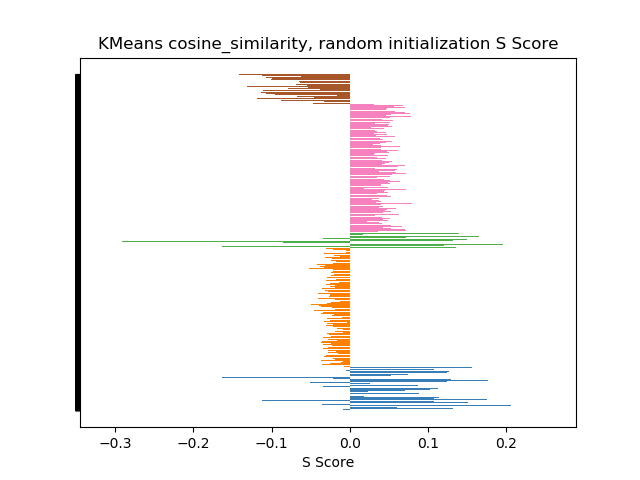 KMeans cosine_similarity, random initialization S Score
−0.3 −0.2 −0.1 0.0 0.1 0.2
S Score